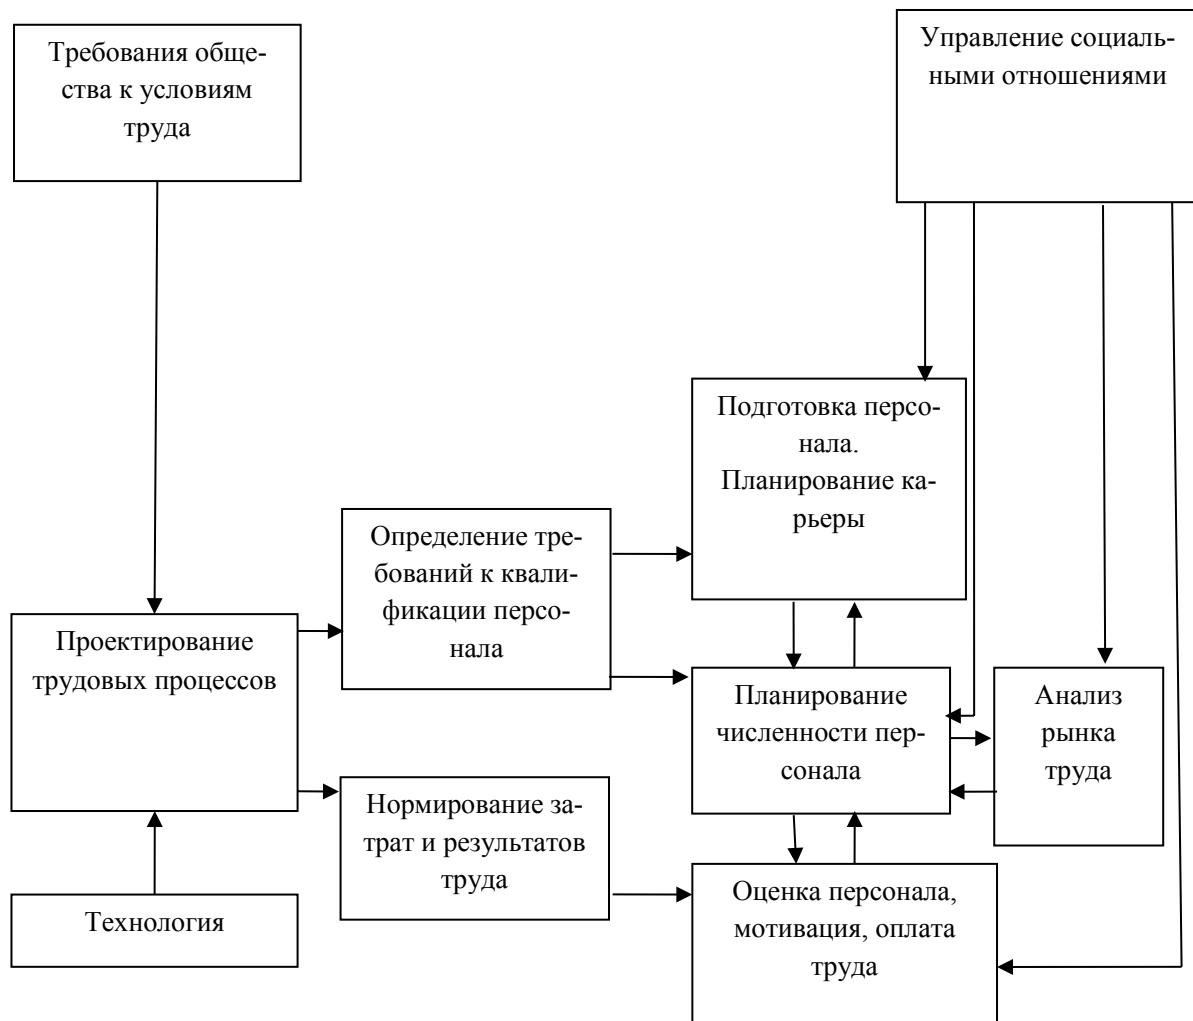 Требования обще-
ства к условиям
труда
Управление социаль-
ными отношениями
Подготовка персо-
нала.
Планирование ка-
рьеры
Определение тре-
бований к квали-
фикации персо-
нала
Проектирование
трудовых процессов
Планирование
численности пер-
сонала
Анализ
рынка
труда
Нормирование за-
трат и результатов
труда
Технология
Оценка персонала,
мотивация, оплата
труда